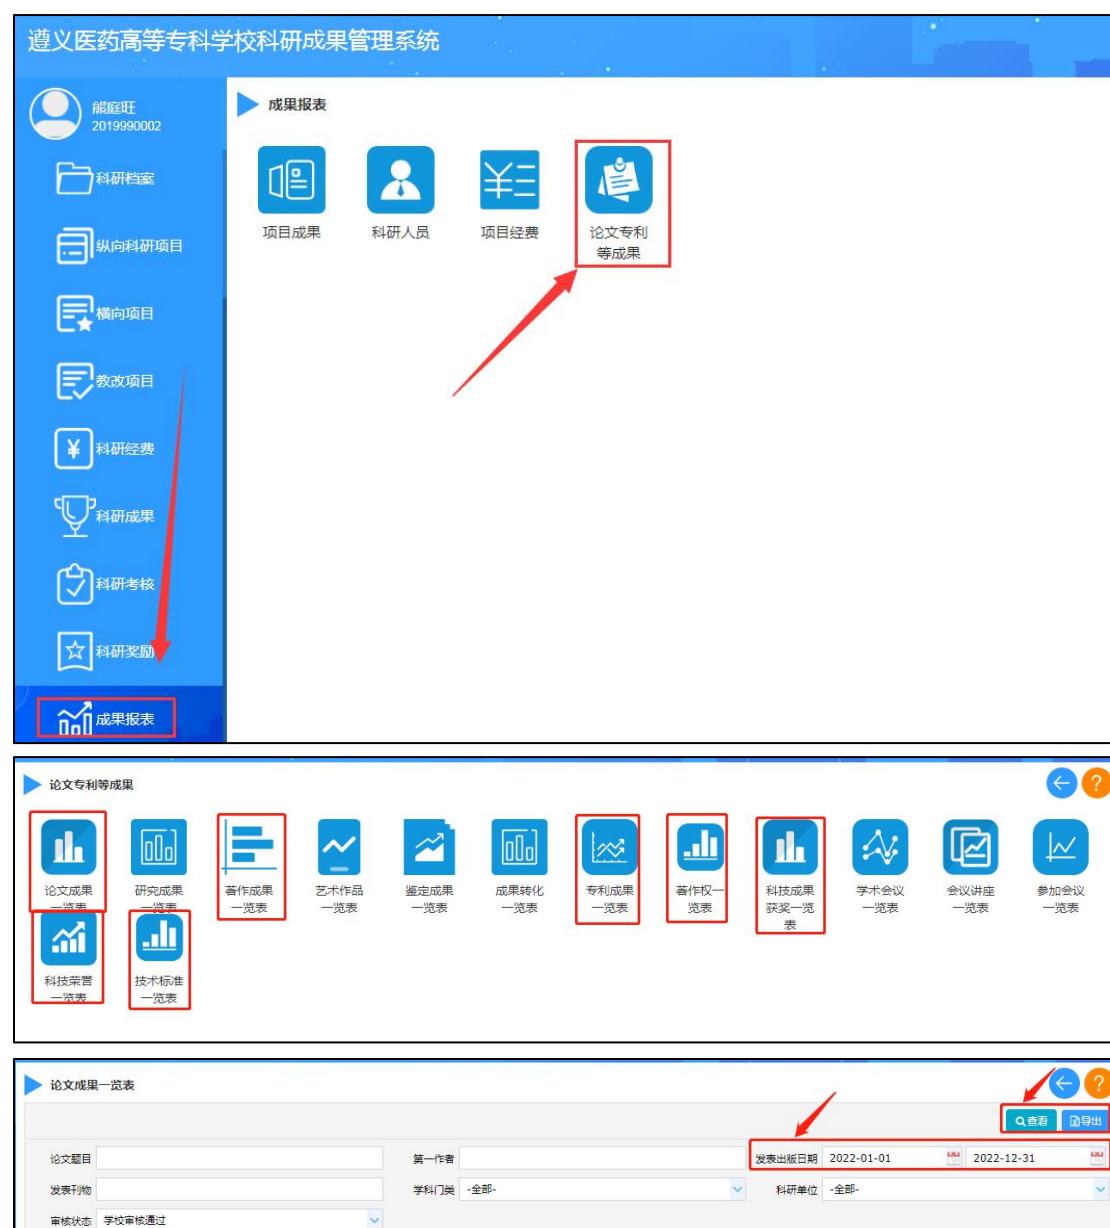 遵义医药高等专科学校科研成果管理系统
熊庭旺
2019990002
科研档案
纵向科研项目
横向项目
教改项目
科研经费
科研成果
科研考核
科研奖励
成果报表
成果报表
项目成果
科研人员
项目经费
论文专利
等成果
论文专利等成果
论文成果
一览表
研究成果
一览表
著作成果
一览表
艺术作品
一览表
鉴定成果
一览表
成果转化
一览表
专利成果
一览表
著作权一
览表
科技成果
获奖一览
表
学术会议
一览表
会议讲座
一览表
参加会议
一览表
科技荣誉
一览表
技术标准
一览表
论文成果一览表
查看 导出
论文题目 第一作者 发表出版日期 2022-01-01 2022-12-31
发表刊物 学科门类 -全部- 科研单位 -全部-
审核状态 学校审核通过